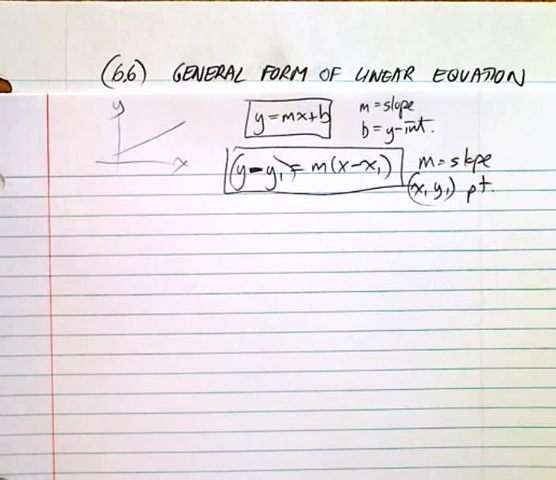 (6.6) GENERAL FORM OF LINEAR EQUATION
y
y = mx+b m = slope
b = y-int.
(y - y₁) = m(x - x₁) m = slope
x (x₁ y₁) pt.